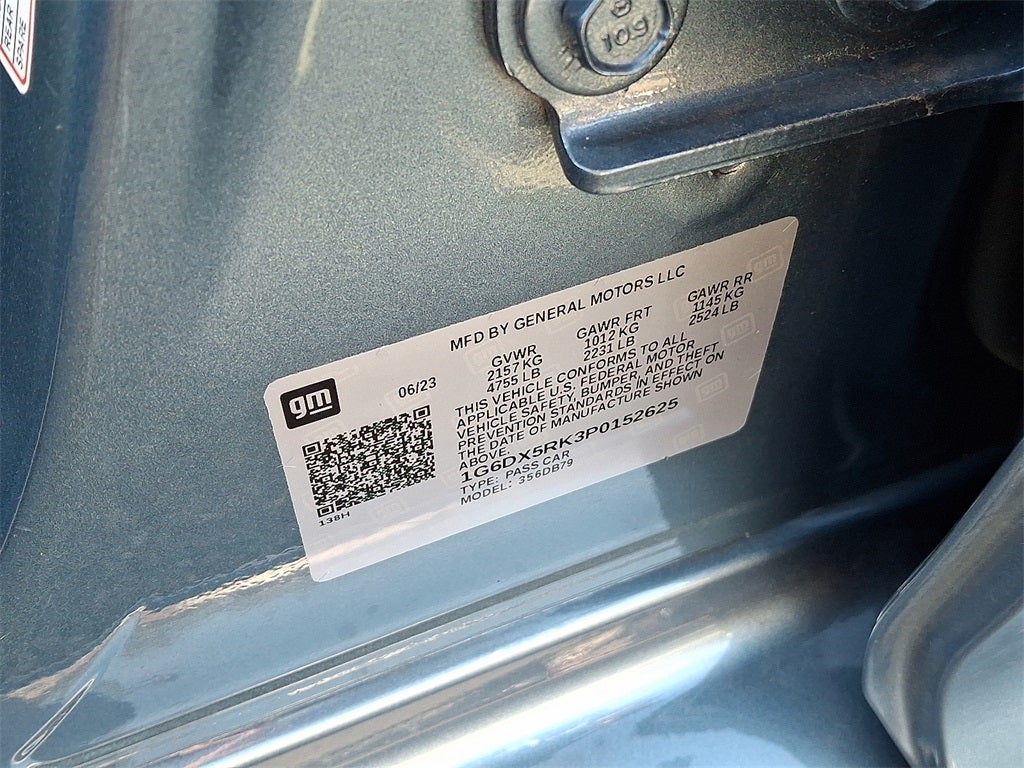 REAR
SPARE
10.9
MFD BY GENERAL MOTORS LLC
gm
06/23
GVWR GAWR FRT GAWR RR
2157 KG 1012 KG 1145 KG
4755 LB 2231 LB 2524 LB
THIS VEHICLE CONFORMS TO ALL
APPLICABLE U.S. FEDERAL MOTOR
VEHICLE SAFETY, BUMPER, AND THEFT
PREVENTION STANDARDS IN EFFECT ON
THE DATE OF MANUFACTURE SHOWN
ABOVE.
1G6DX5RK3P0152625
TYPE: PASS CAR
MODEL: 356DB79
138H